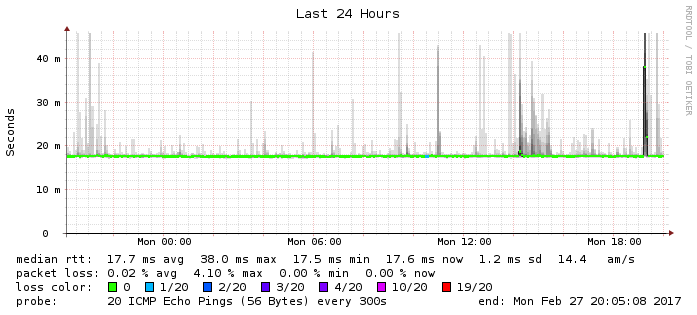 Last 24 Hours
RRDTOOL / TOBI OETIKER
Seconds
40 m
30 m
20 m
10 m
0
Mon 00:00 Mon 06:00 Mon 12:00 Mon 18:00
median rtt: 17.7 ms avg 38.0 ms max 17.5 ms min 17.6 ms now 1.2 ms sd 14.4 am/s
packet loss: 0.02 % avg 4.10 % max 0.00 % min 0.00 % now
loss color: 0 1/20 2/20 3/20 4/20 10/20 19/20
probe: 20 ICMP Echo Pings (56 Bytes) every 300s end: Mon Feb 27 20:05:08 2017